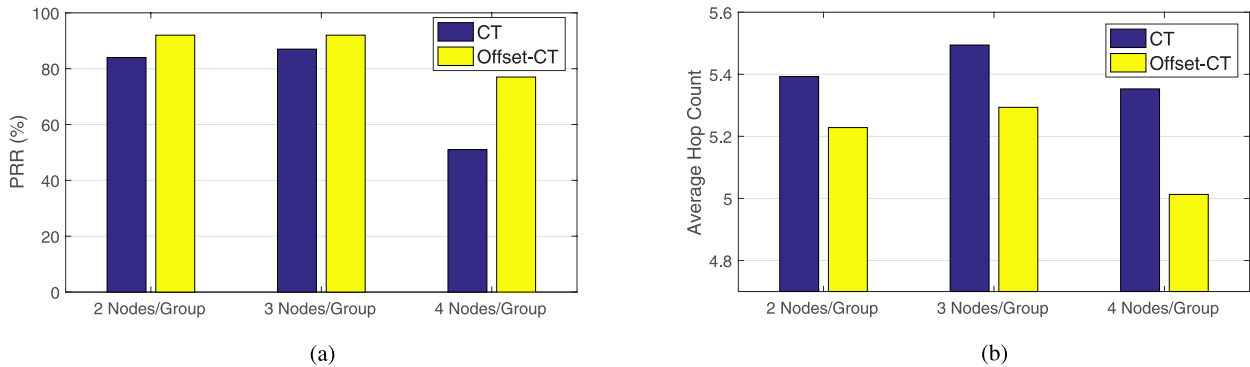 100
80
60
40
20
0
PRR (%)
CT
Offset-CT
2 Nodes/Group
3 Nodes/Group
4 Nodes/Group
(a)
5.6
5.4
5.2
5
4.8
Average Hop Count
CT
Offset-CT
2 Nodes/Group
3 Nodes/Group
4 Nodes/Group
(b)